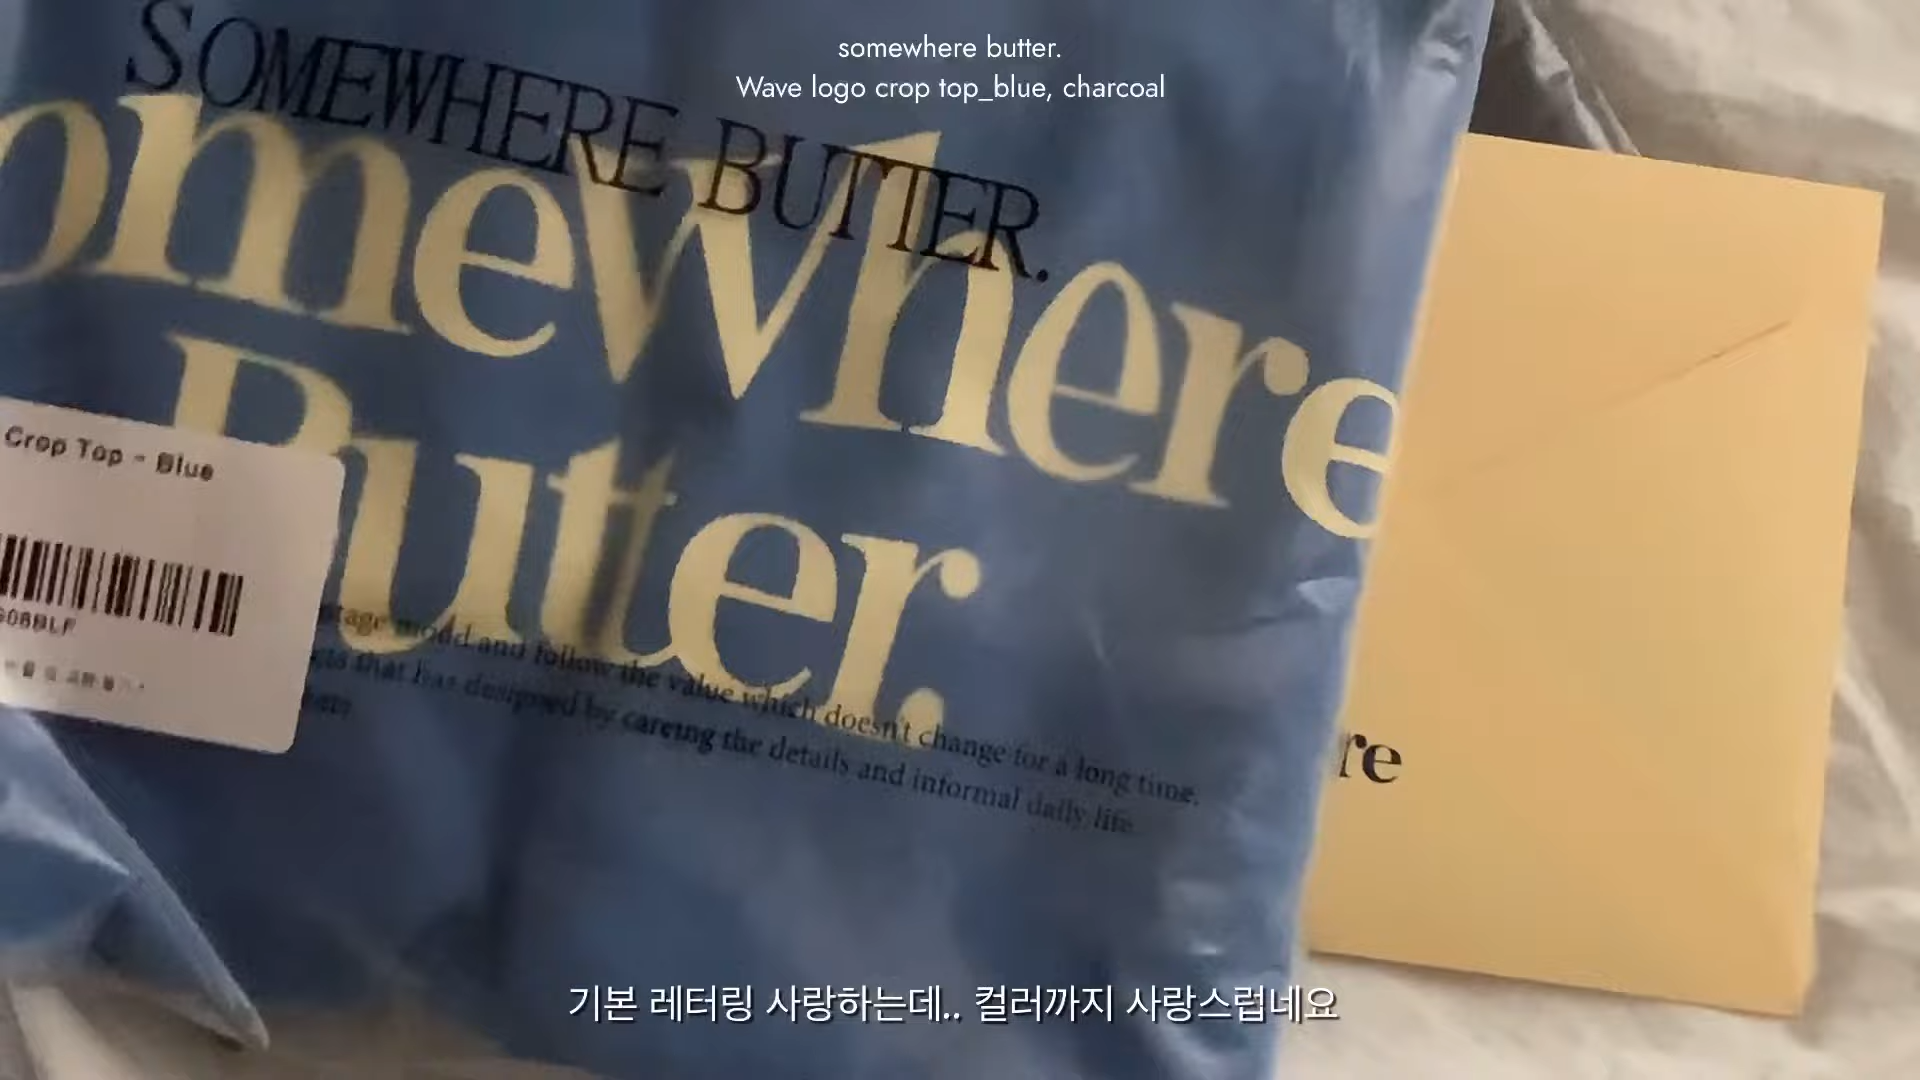 somewhere butter.
Wave logo crop top_blue, charcoal
SOMEWHERE BUTTER.
omewhere
Butter.
Crop Top - Blue
and follow the value which doesn't change for a long time.
that has designed by careing the details and informal daily life
re
기본 레터링 사랑하는데.. 컬러까지 사랑스럽네요